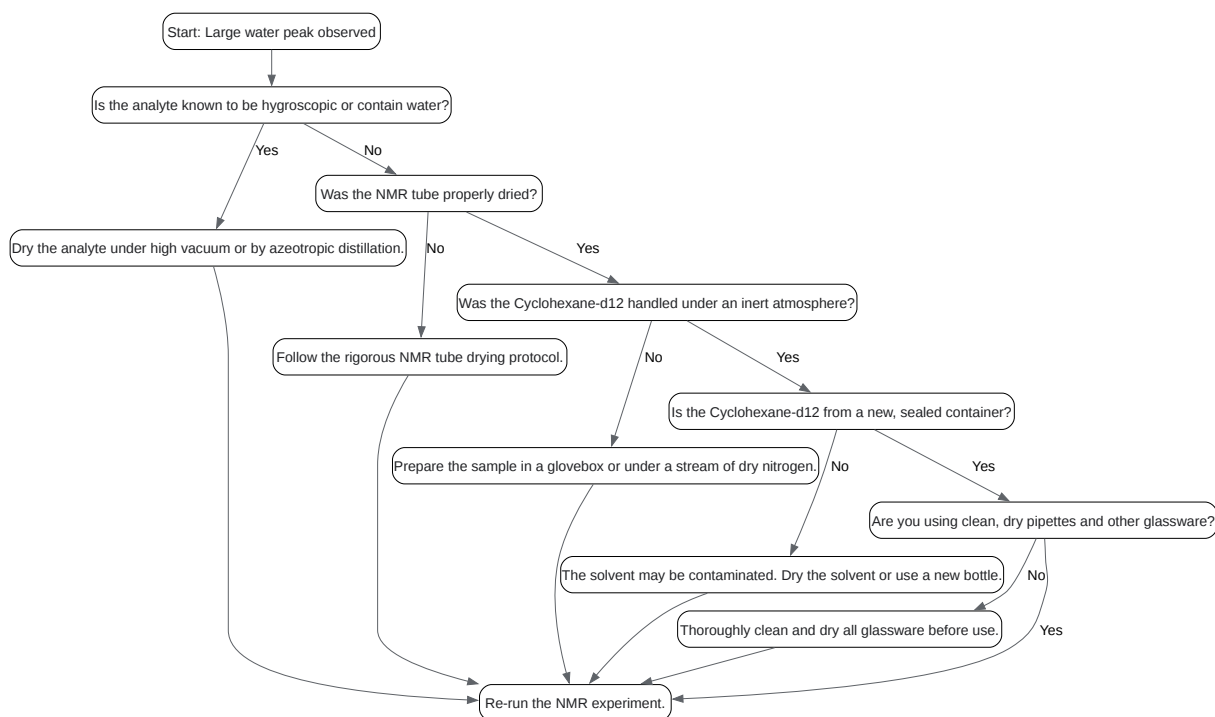 Start: Large water peak observed
Is the analyte known to be hygroscopic or contain water?
Yes
No
Was the NMR tube properly dried?
Dry the analyte under high vacuum or by azeotropic distillation.
No
Yes
Was the Cyclohexane-d12 handled under an inert atmosphere?
Follow the rigorous NMR tube drying protocol.
No
Yes
Is the Cyclohexane-d12 from a new, sealed container?
Prepare the sample in a glovebox or under a stream of dry nitrogen.
No
Yes
Are you using clean, dry pipettes and other glassware?
The solvent may be contaminated. Dry the solvent or use a new bottle.
No
Thoroughly clean and dry all glassware before use.
Yes
Re-run the NMR experiment.